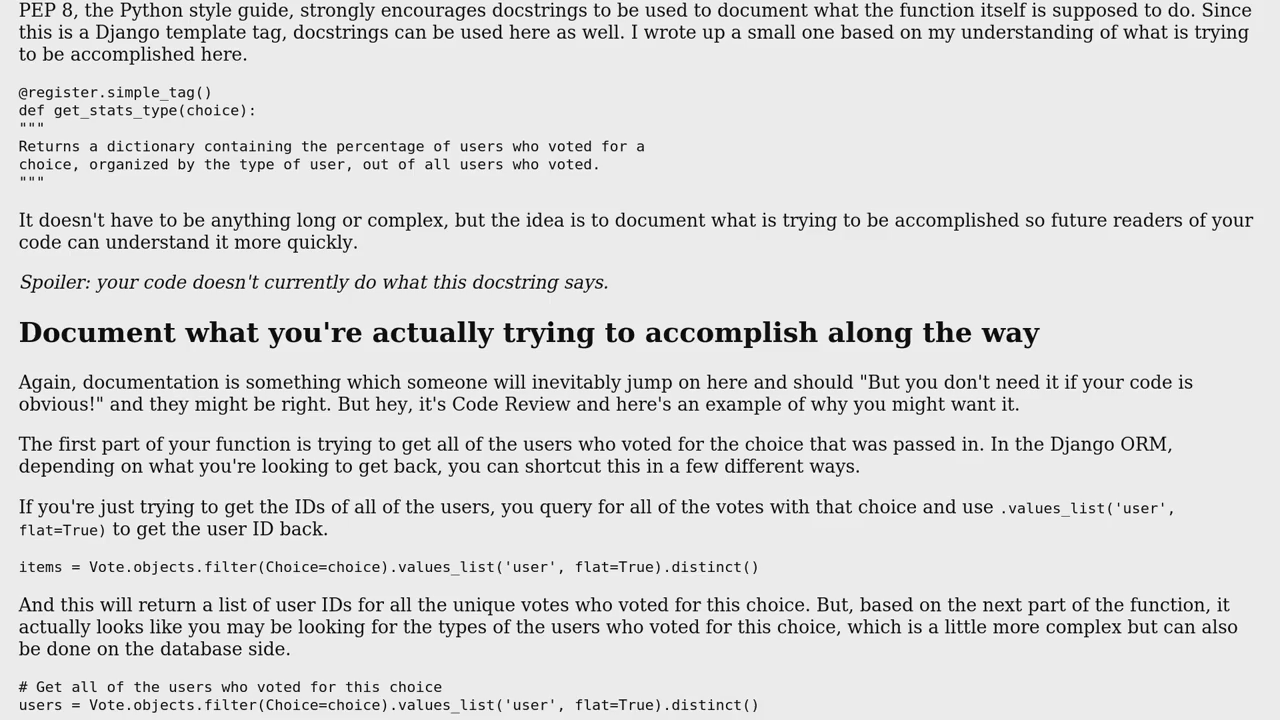 PEP 8, the Python style guide, strongly encourages docstrings to be used to document what the function itself is supposed to do. Since
this is a Django template tag, docstrings can be used here as well. I wrote up a small one based on my understanding of what is trying
to be accomplished here.
@register.simple_tag()
def get_stats_type(choice):
"""
Returns a dictionary containing the percentage of users who voted for a
choice, organized by the type of user, out of all users who voted.
"""
It doesn't have to be anything long or complex, but the idea is to document what is trying to be accomplished so future readers of your
code can understand it more quickly.
Spoiler: your code doesn't currently do what this docstring says.
Document what you're actually trying to accomplish along the way
Again, documentation is something which someone will inevitably jump on here and should "But you don't need it if your code is
obvious!" and they might be right. But hey, it's Code Review and here's an example of why you might want it.
The first part of your function is trying to get all of the users who voted for the choice that was passed in. In the Django ORM,
depending on what you're looking to get back, you can shortcut this in a few different ways.
If you're just trying to get the IDs of all of the users, you query for all of the votes with that choice and use .values_list('user',
flat=True) to get the user ID back.
items = Vote.objects.filter(Choice=choice).values_list('user', flat=True).distinct()
And this will return a list of user IDs for all the unique votes who voted for this choice. But, based on the next part of the function, it
actually looks like you may be looking for the types of the users who voted for this choice, which is a little more complex but can also
be done on the database side.
# Get all of the users who voted for this choice
users = Vote.objects.filter(Choice=choice).values_list('user', flat=True).distinct()